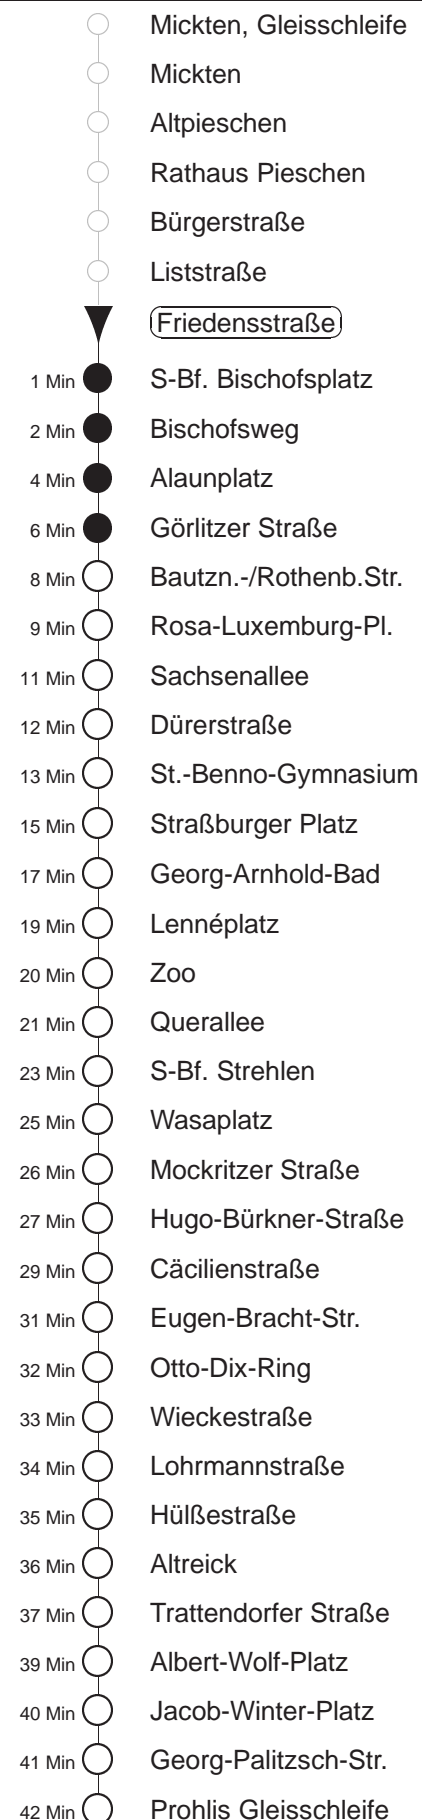 Mickten, Gleisschleife
Mickten
Altpieschen
Rathaus Pieschen
Bürgerstraße
Liststraße
Friedensstraße
1 Min S-Bf. Bischofsplatz
2 Min Bischofsweg
4 Min Alaunplatz
6 Min Görlitzer Straße
8 Min Bautzn.-/Rothenb.Str.
9 Min Rosa-Luxemburg-Pl.
11 Min Sachsenallee
12 Min Dürerstraße
13 Min St.-Benno-Gymnasium
15 Min Straßburger Platz
17 Min Georg-Arnhold-Bad
19 Min Lennéplatz
20 Min Zoo
21 Min Querallee
23 Min S-Bf. Strehlen
25 Min Wasaplatz
26 Min Mockritzer Straße
27 Min Hugo-Bürkner-Straße
29 Min Cäcilienstraße
31 Min Eugen-Bracht-Str.
32 Min Otto-Dix-Ring
33 Min Wieckestraße
34 Min Lohrmannstraße
35 Min Hülßestraße
36 Min Altreick
37 Min Trattendorfer Straße
39 Min Albert-Wolf-Platz
40 Min Jacob-Winter-Platz
41 Min Georg-Palitzsch-Str.
42 Min Prohlis Gleisschleife